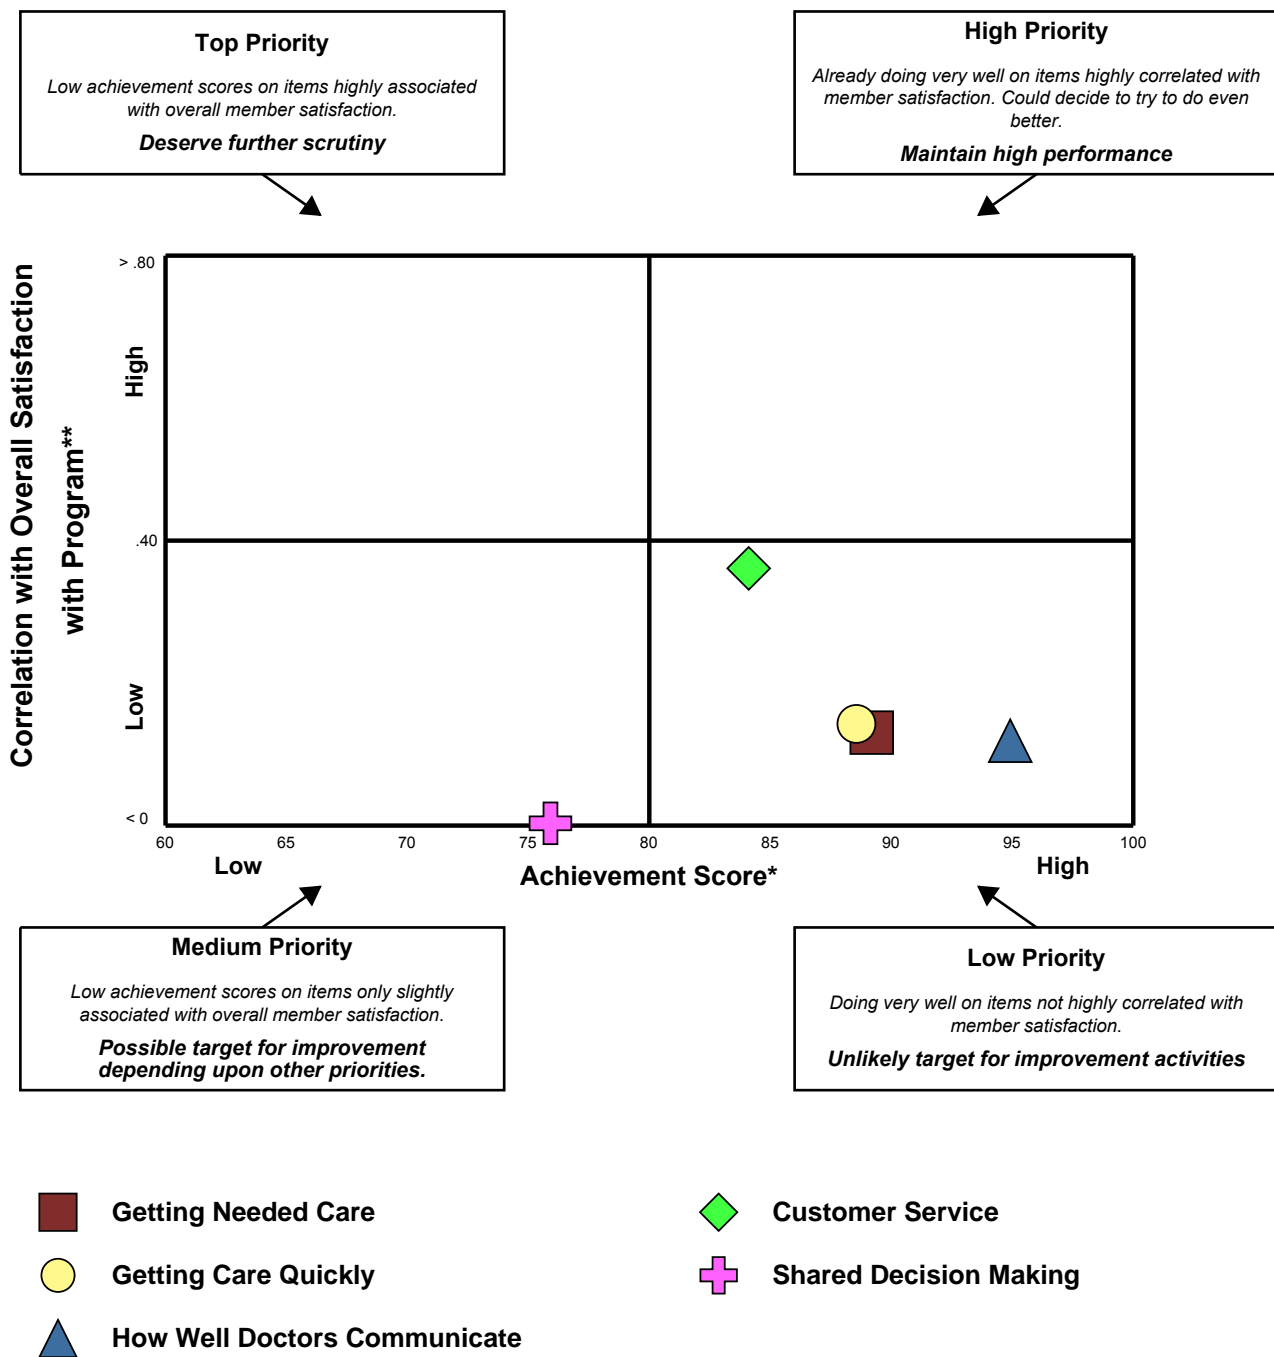 Top Priority
Low achievement scores on items highly associated
with overall member satisfaction.
Deserve further scrutiny
High Priority
Already doing very well on items highly correlated with
member satisfaction. Could decide to try to do even
better.
Maintain high performance
Correlation with Overall Satisfaction
with Program**
> .80
High
.40
Low
< 0
60
65
70
75
80
85
90
95
100
Low
Achievement Score*
High
Medium Priority
Low achievement scores on items only slightly
associated with overall member satisfaction.
Possible target for improvement
depending upon other priorities.
Low Priority
Doing very well on items not highly correlated with
member satisfaction.
Unlikely target for improvement activities
Getting Needed Care
Customer Service
Getting Care Quickly
Shared Decision Making
How Well Doctors Communicate